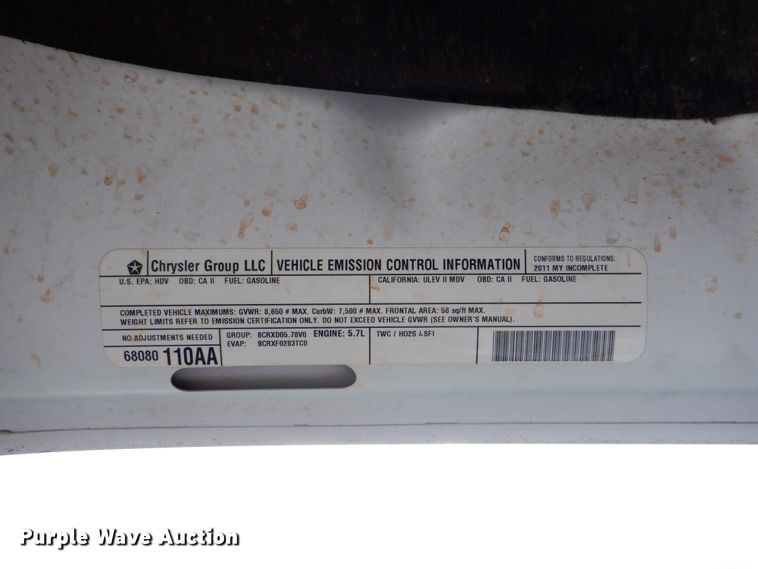 Chrysler Group LLC
VEHICLE EMISSION CONTROL INFORMATION
CONFORMS TO REGULATIONS:
2011 MY INCOMPLETE
U.S. EPA: HDV OBD: CA II FUEL: GASOLINE
CALIFORNIA: ULEV II MDV OBD: CA II FUEL: GASOLINE
COMPLETED VEHICLE MAXIMUMS: GVWR: 8,650 # MAX. CurbW: 7,500 # MAX. FRONTAL AREA: 58 sq/ft MAX.
WEIGHT LIMITS REFER TO EMISSION CERTIFICATION ONLY. DO NOT EXCEED VEHICLE GVWR (SEE OWNER'S MANUAL).
NO ADJUSTMENTS NEEDED
68080 110AA
GROUP: BCRXD05.78V0 ENGINE: 5.7L
EVAP: BCRXF0283TC0
TWC / HO2S / SFI
Purple Wave Auction